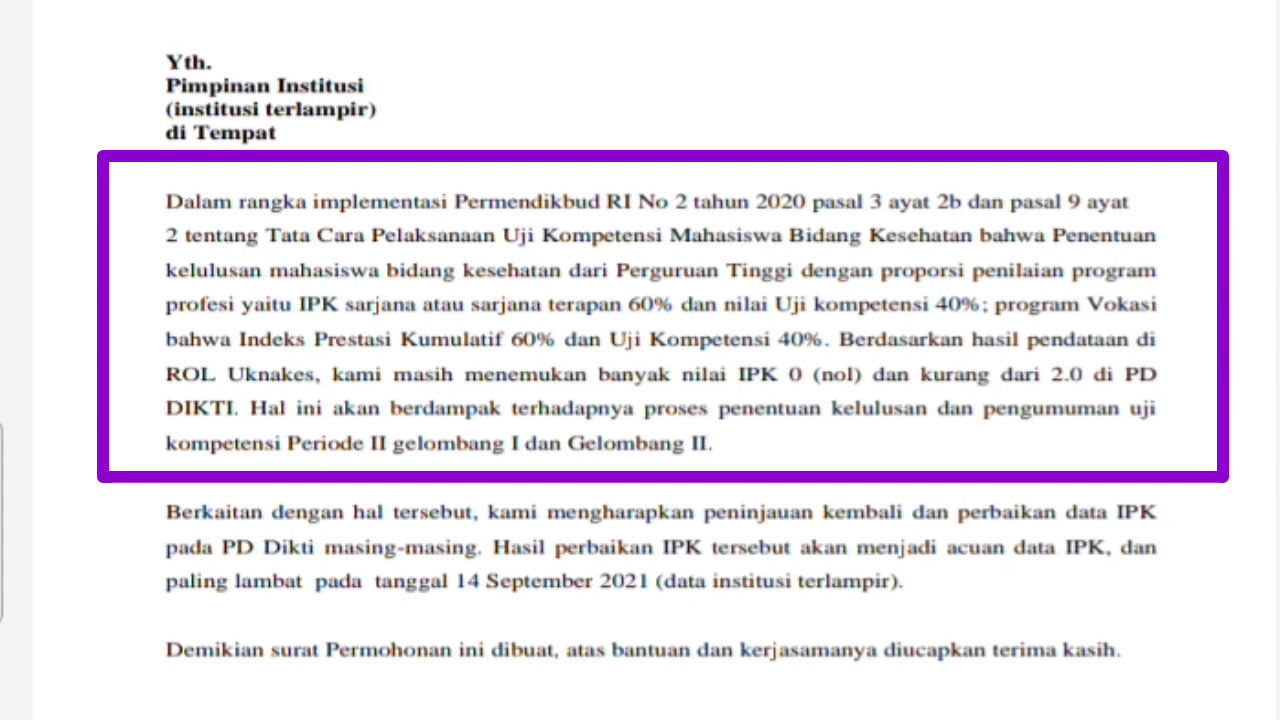 Yth.
Pimpinan Institusi
(institusi terlampir)
di Tempat
Dalam rangka implementasi Permendikbud RI No 2 tahun 2020 pasal 3 ayat 2b dan pasal 9 ayat
2 tentang Tata Cara Pelaksanaan Uji Kompetensi Mahasiswa Bidang Kesehatan bahwa Penentuan
kelulusan mahasiswa bidang kesehatan dari Perguruan Tinggi dengan proporsi penilaian program
profesi yaitu IPK sarjana atau sarjana terapan 60% dan nilai Uji kompetensi 40%; program Vokasi
bahwa Indeks Prestasi Kumulatif 60% dan Uji Kompetensi 40%. Berdasarkan hasil pendataan di
ROL Uknakes, kami masih menemukan banyak nilai IPK 0 (nol) dan kurang dari 2.0 di PD
DIKTI. Hal ini akan berdampak terhadapnya proses penentuan kelulusan dan pengumuman uji
kompetensi Periode II gelombang I dan Gelombang II.
Berkaitan dengan hal tersebut, kami mengharapkan peninjauan kembali dan perbaikan data IPK
pada PD Dikti masing-masing. Hasil perbaikan IPK tersebut akan menjadi acuan data IPK, dan
paling lambat pada tanggal 14 September 2021 (data institusi terlampir).
Demikian surat Permohonan ini dibuat, atas bantuan dan kerjasamanya diucapkan terima kasih.